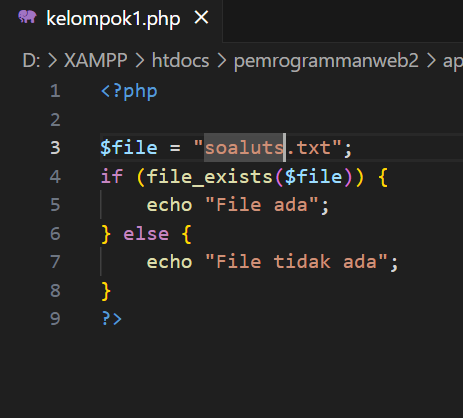 kelompok1.php
D: > XAMPP > htdocs > pemrogrammanweb2 > ap
1 <?php
2
3 $file = "soaluts.txt";
4 if (file_exists($file)) {
5     echo "File ada";
6 } else {
7     echo "File tidak ada";
8 }
9 ?>